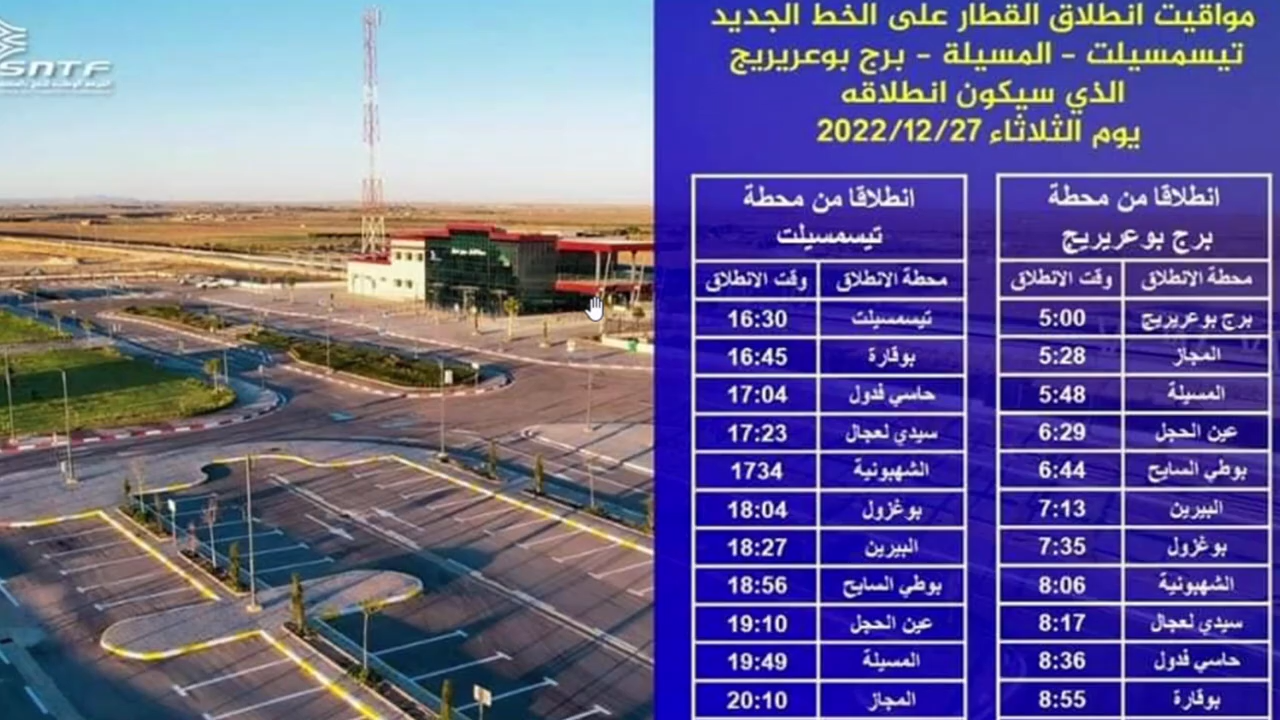 SNTF
مواقيت انطلاق القطار على الخط الجديد
تيسمسيلت - المسيلة - برج بوعريريج
الذي سيكون انطلاقه
يوم الثلاثاء 2022/12/27
انطلاقا من محطة
برج بوعريريج
محطة الانطلاق وقت الانطلاق
برج بوعريريج 5:00
المجاز 5:28
المسيلة 5:48
عين الحجل 6:29
بوطي السايح 6:44
البيرين 7:13
بوغزول 7:35
الشهبونية 8:06
سيدي لعجال 8:17
حاسي فدول 8:36
بوقارة 8:55
انطلاقا من محطة
تيسمسيلت
محطة الانطلاق وقت الانطلاق
تيسمسيلت 16:30
بوقارة 16:45
حاسي فدول 17:04
سيدي لعجال 17:23
الشهبونية 1734
بوغزول 18:04
البيرين 18:27
بوطي السايح 18:56
عين الحجل 19:10
المسيلة 19:49
المجاز 20:10